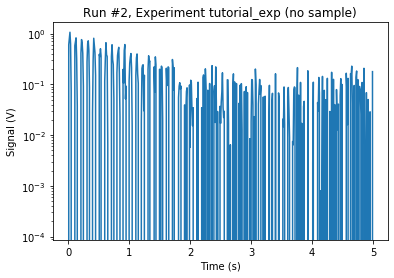 Run #2, Experiment tutorial_exp (no sample)
10⁰
10⁻¹
10⁻²
10⁻³
10⁻⁴
Signal (V)
0 1 2 3 4 5
Time (s)